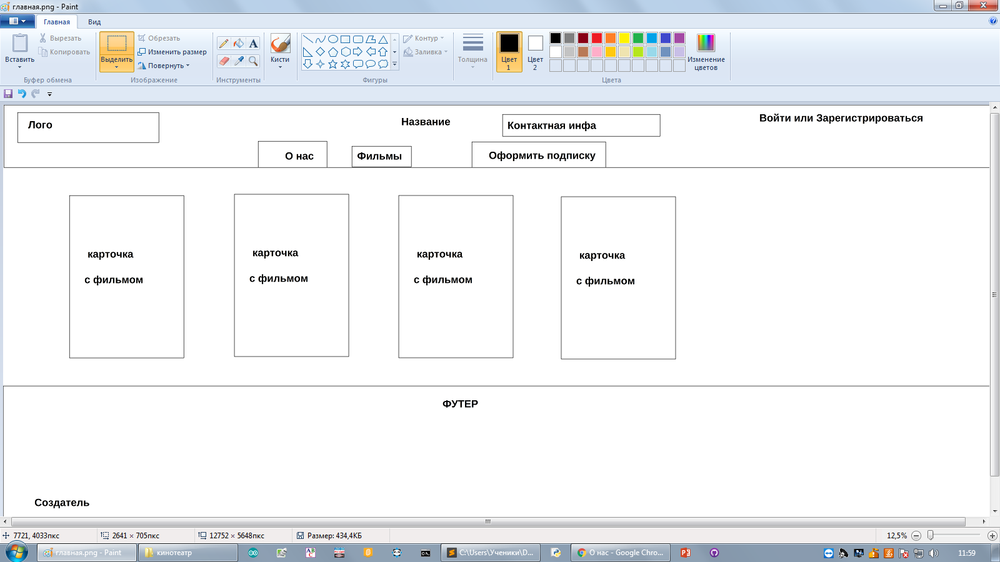 главная.png - Paint
Главная
Вид
Вставить
Вырезать
Копировать
Буфер обмена
Выделить
Обрезать
Изменить размер
Повернуть
Изображение
A
Инструменты
Кисти
Фигуры
Контур
Заливка
Толщина
Цвет
1
Цвет
2
Изменение
цветов
Цвета
Лого
Название
Контактная инфа
Войти или Зарегистрироваться
О нас
Фильмы
Оформить подписку
карточка
с фильмом
карточка
с фильмом
карточка
с фильмом
карточка
с фильмом
ФУТЕР
Создатель
7721, 4033пкс
2641 × 705пкс
12752 × 5648пкс
Размер: 434,4КБ
12,5%
главная.png - Paint
кинотеатр
C:\Users\Ученики\D...
О нас - Google Chro...
11:59